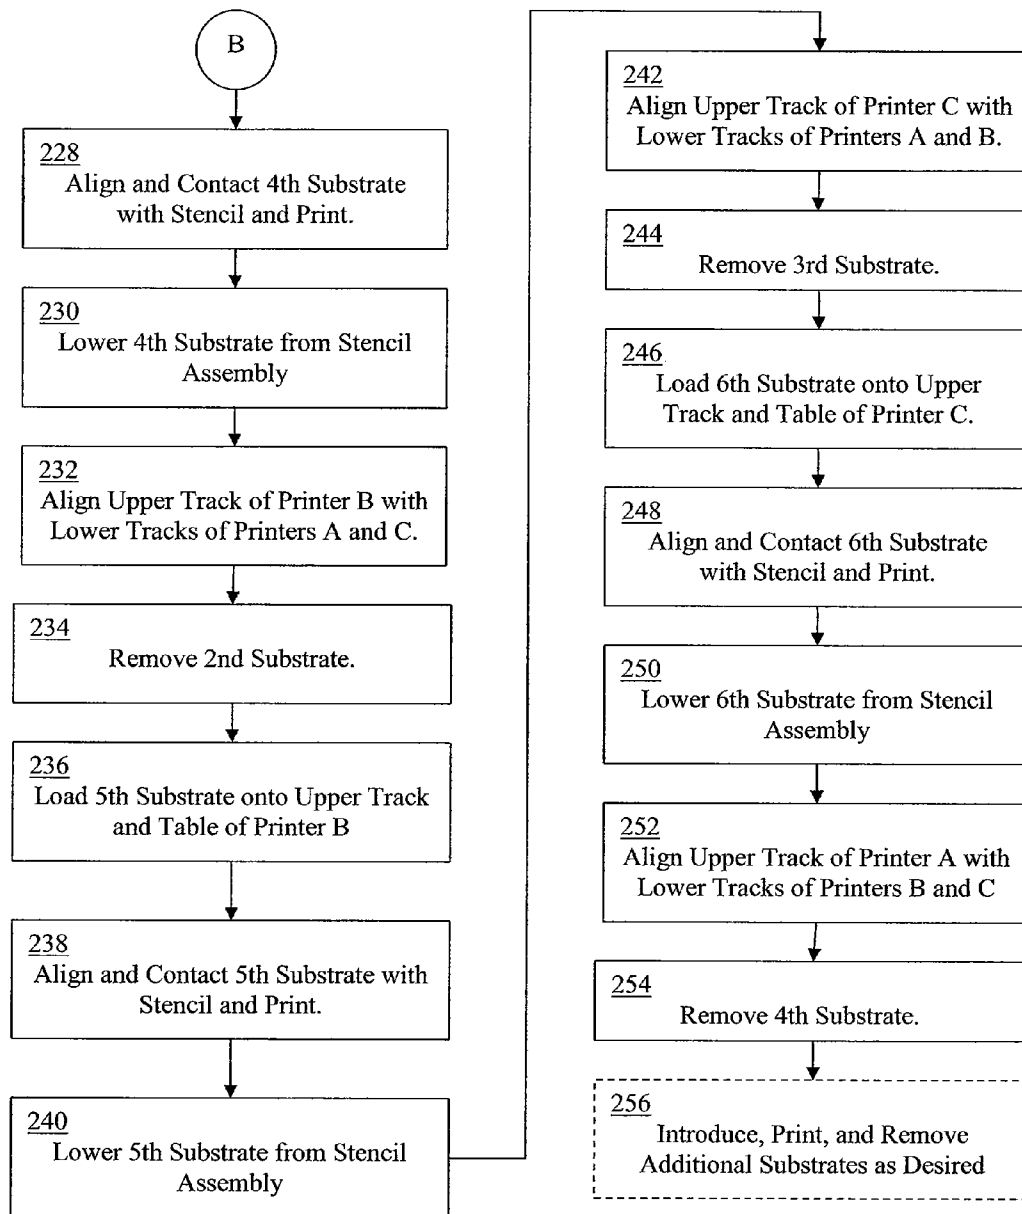 B
228
Align and Contact 4th Substrate
with Stencil and Print.
230
Lower 4th Substrate from Stencil
Assembly
232
Align Upper Track of Printer B with
Lower Tracks of Printers A and C.
234
Remove 2nd Substrate.
236
Load 5th Substrate onto Upper Track
and Table of Printer B
238
Align and Contact 5th Substrate with
Stencil and Print.
240
Lower 5th Substrate from Stencil
Assembly
242
Align Upper Track of Printer C with
Lower Tracks of Printers A and B.
244
Remove 3rd Substrate.
246
Load 6th Substrate onto Upper
Track and Table of Printer C.
248
Align and Contact 6th Substrate
with Stencil and Print.
250
Lower 6th Substrate from Stencil
Assembly
252
Align Upper Track of Printer A with
Lower Tracks of Printers B and C
254
Remove 4th Substrate.
256
Introduce, Print, and Remove
Additional Substrates as Desired